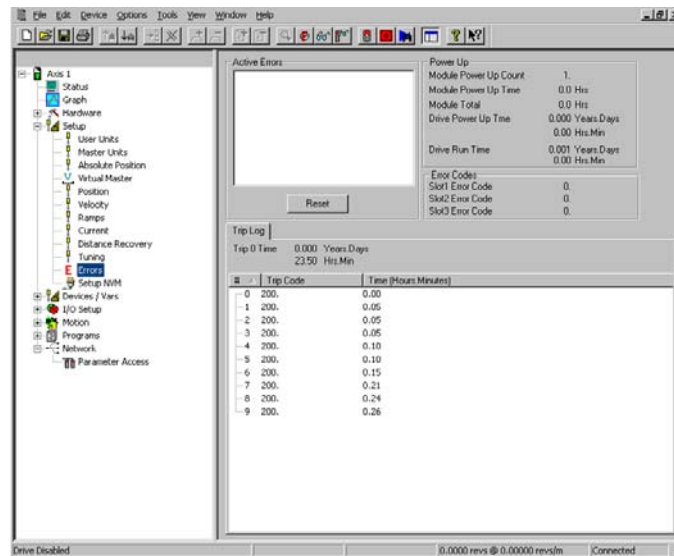 File Edit Device Options Tools View Window Help
Axis 1
Status
Graph
Hardware
Setup
User Units
Master Units
Absolute Position
Virtual Master
Position
Velocity
Ramps
Current
Distance Recovery
Tuning
E Errors
Setup NVM
Devices / Vars
I/O Setup
Motion
Programs
Network
Parameter Access
Active Errors
Reset
Power Up
Module Power Up Count 1.
Module Power Up Time 0.0 Hrs
Module Total 0.0 Hrs
Drive Power Up Tme 0.000 Years.Days
0.00 Hrs.Min
Drive Run Time 0.001 Years.Days
0.00 Hrs.Min
Error Codes
Slot1 Error Code 0.
Slot2 Error Code 0.
Slot3 Error Code 0.
Trip Log
Trip 0 Time 0.000 Years.Days
23.50 Hrs.Min
Trip Code Time (Hours.Minutes)
0 200. 0.00
1 200. 0.05
2 200. 0.05
3 200. 0.05
4 200. 0.10
5 200. 0.10
6 200. 0.15
7 200. 0.21
8 200. 0.24
9 200. 0.26
Drive Disabled 0.0000 revs @ 0.00000 revs/m Connected